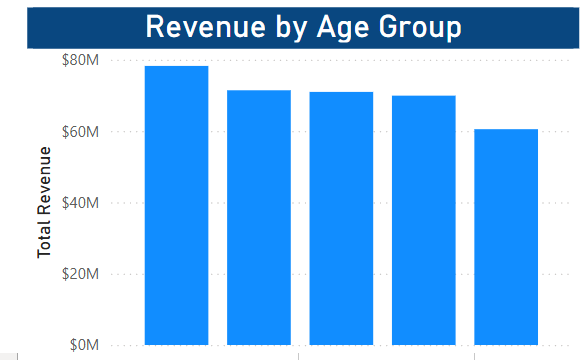 Revenue by Age Group
$80M
$60M
$40M
$20M
$0M
Total Revenue